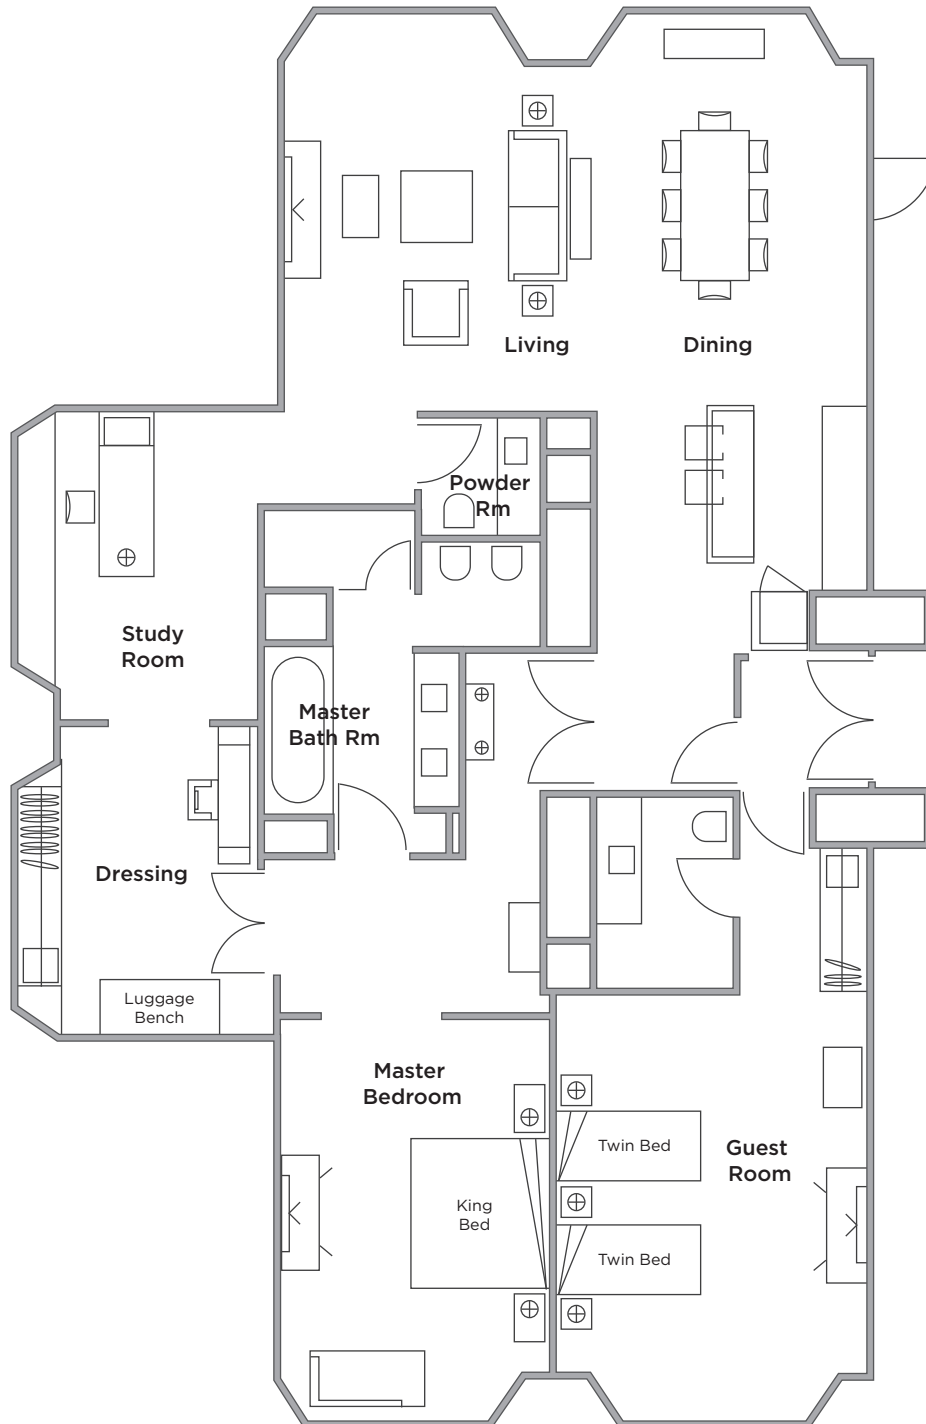 Living
Dining
Powder
Rm
Study
Room
Master
Bath Rm
Dressing
Luggage
Bench
Master
Bedroom
King
Bed
Twin Bed
Guest
Room
Twin Bed